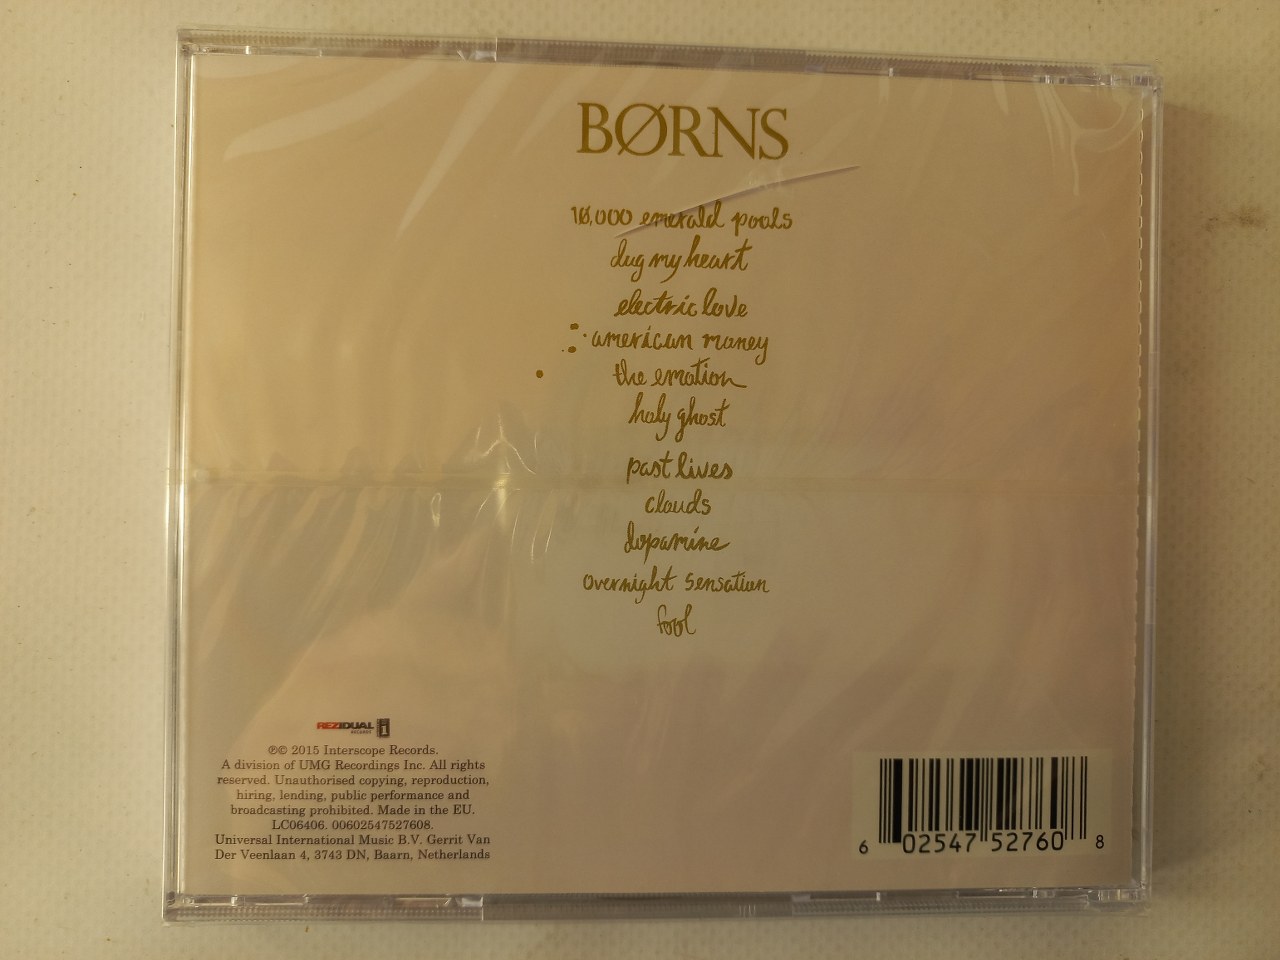 BØRNS
10,000 emerald pools
dug my heart
electric love
american money
the emotion
holy ghost
past lives
clouds
dopamine
overnight sensation
fool
REZIDUAL
RECORDS
i
℗© 2015 Interscope Records.
A division of UMG Recordings Inc. All rights
reserved. Unauthorised copying, reproduction,
hiring, lending, public performance and
broadcasting prohibited. Made in the EU.
LC06406. 00602547527608.
Universal International Music B.V. Gerrit Van
Der Veenlaan 4, 3743 DN, Baarn, Netherlands
6 02547 52760 8